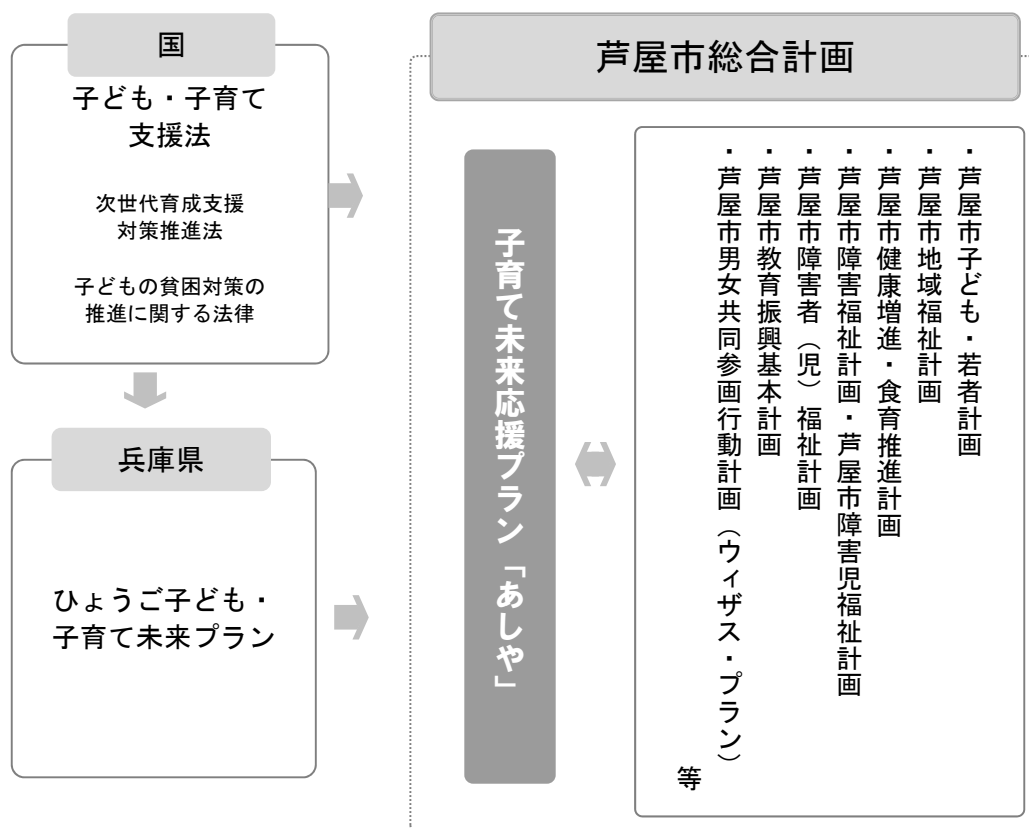 国
子ども・子育て
支援法
次世代育成支援
対策推進法
子どもの貧困対策の
推進に関する法律
兵庫県
ひょうご子ども・
子育て未来プラン
芦屋市総合計画
子育て未来応援プラン「あしや」
・芦屋市子ども・若者計画
・芦屋市地域福祉計画
・芦屋市健康増進・食育推進計画
・芦屋市障害福祉計画・芦屋市障害児福祉計画
・芦屋市障害者（児）福祉計画
・芦屋市教育振興基本計画
・芦屋市男女共同参画行動計画（ウィザス・プラン）
等